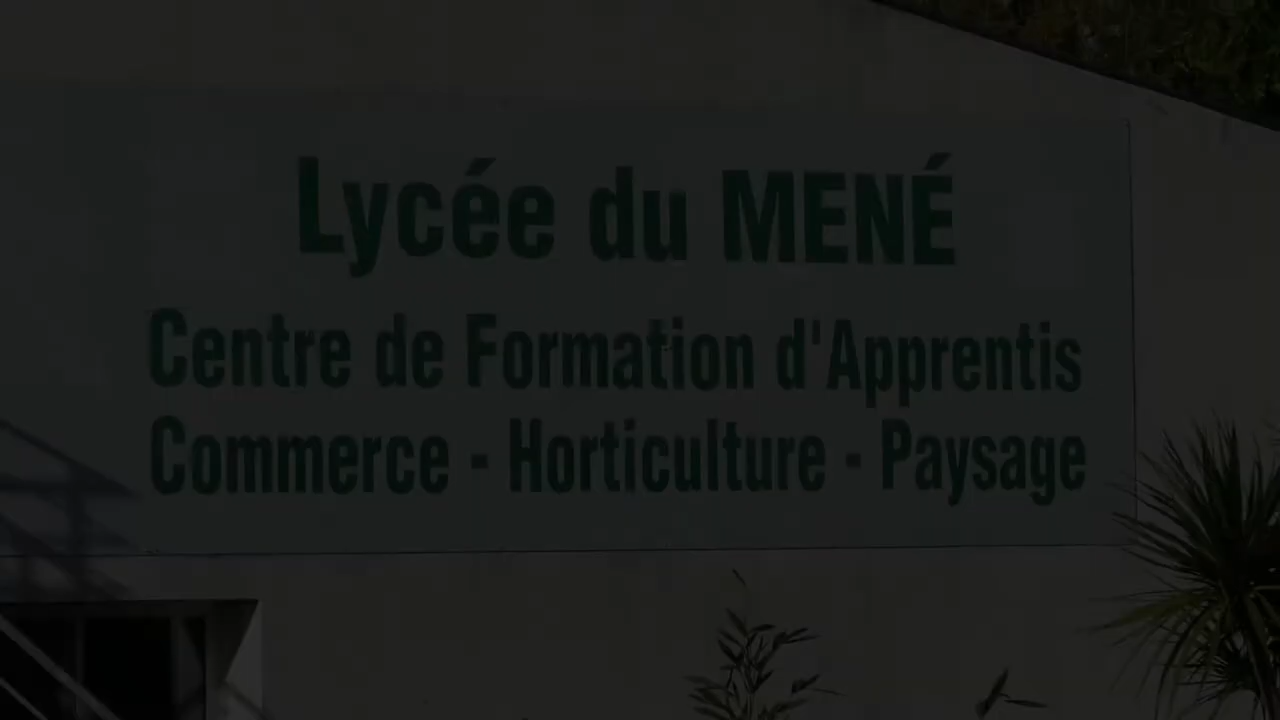 Lycée du MENÉ
Centre de Formation d'Apprentis
Commerce - Horticulture - Paysage